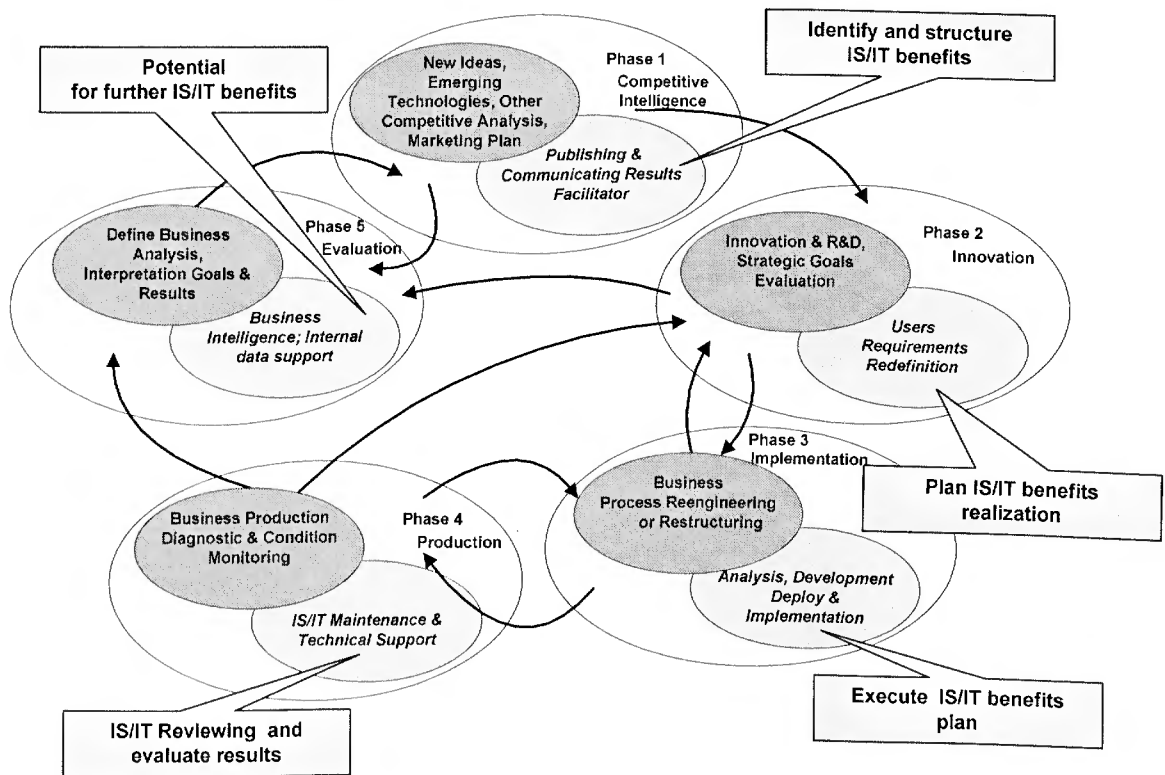 Potential
for further IS/IT benefits
New Ideas,
Emerging
Technologies, Other
Competitive Analysis,
Marketing Plan
Phase 1
Competitive
Intelligence
Publishing &
Communicating Results
Facilitator
Identify and structure
IS/IT benefits
Define Business
Analysis,
Interpretation Goals &
Results
Phase 5
Evaluation
Business
Intelligence; Internal
data support
Innovation & R&D,
Strategic Goals
Evaluation
Phase 2
Innovation
Users
Requirements
Redefinition
Plan IS/IT benefits
realization
Phase 3
Implementation
Business
Process Reengineering
or Restructuring
Analysis, Development
Deploy &
Implementation
Execute IS/IT benefits
plan
Business Production
Diagnostic & Condition
Monitoring
Phase 4
Production
IS/IT Maintenance &
Technical Support
IS/IT Reviewing and
evaluate results